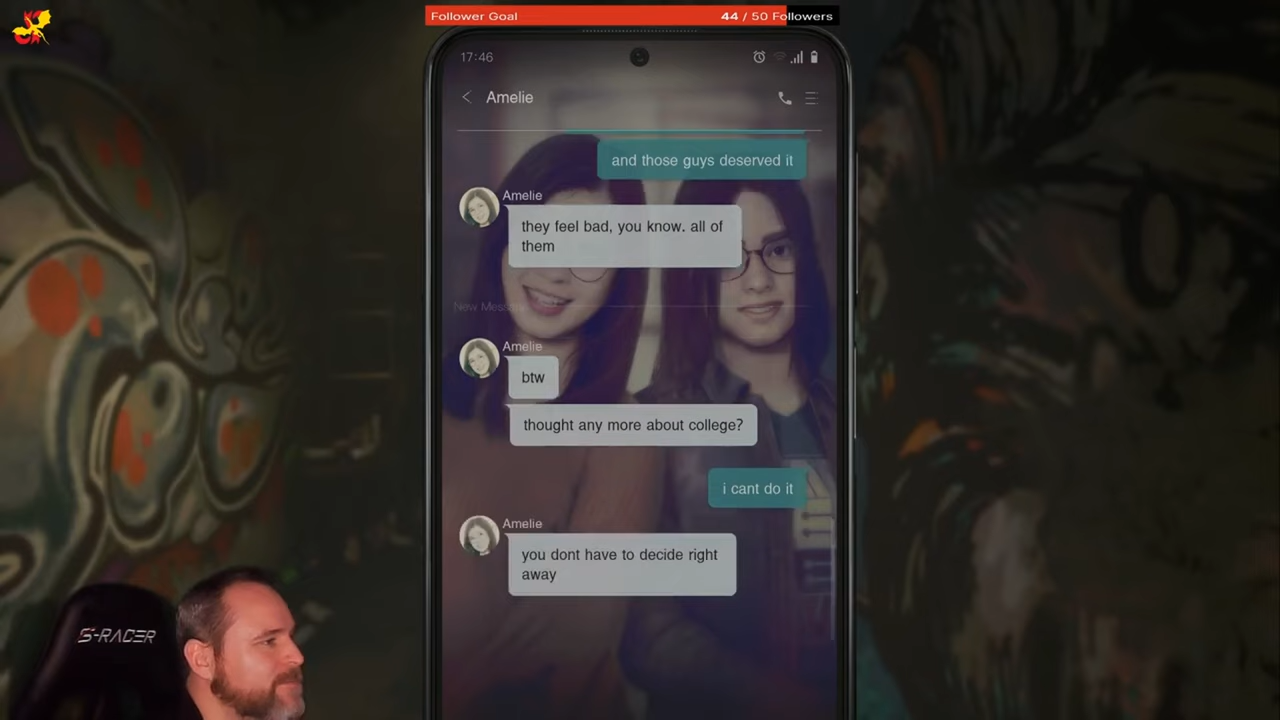 Follower Goal 44 / 50 Followers
17:46
Amelie
and those guys deserved it
Amelie
they feel bad, you know. all of
them
New Messages
Amelie
btw
thought any more about college?
i cant do it
Amelie
you dont have to decide right
away
S-RACER